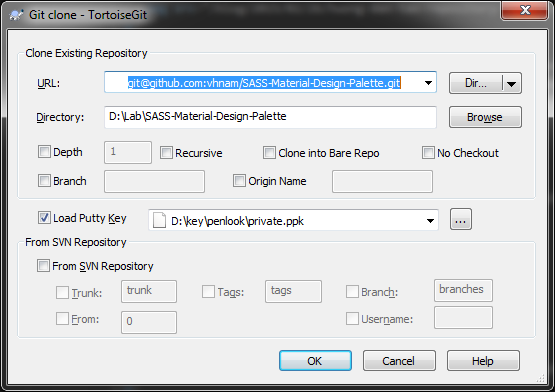 Git clone - TortoiseGit
Clone Existing Repository
URL: git@github.com:vhnam/SASS-Material-Design-Palette.git Dir...
Directory: D:\Lab\SASS-Material-Design-Palette Browse
Depth 1 Recursive Clone into Bare Repo No Checkout
Branch Origin Name
Load Putty Key D:\key\penlook\private.ppk ...
From SVN Repository
From SVN Repository
Trunk: trunk Tags: tags Branch: branches
From: 0 Username:
OK Cancel Help